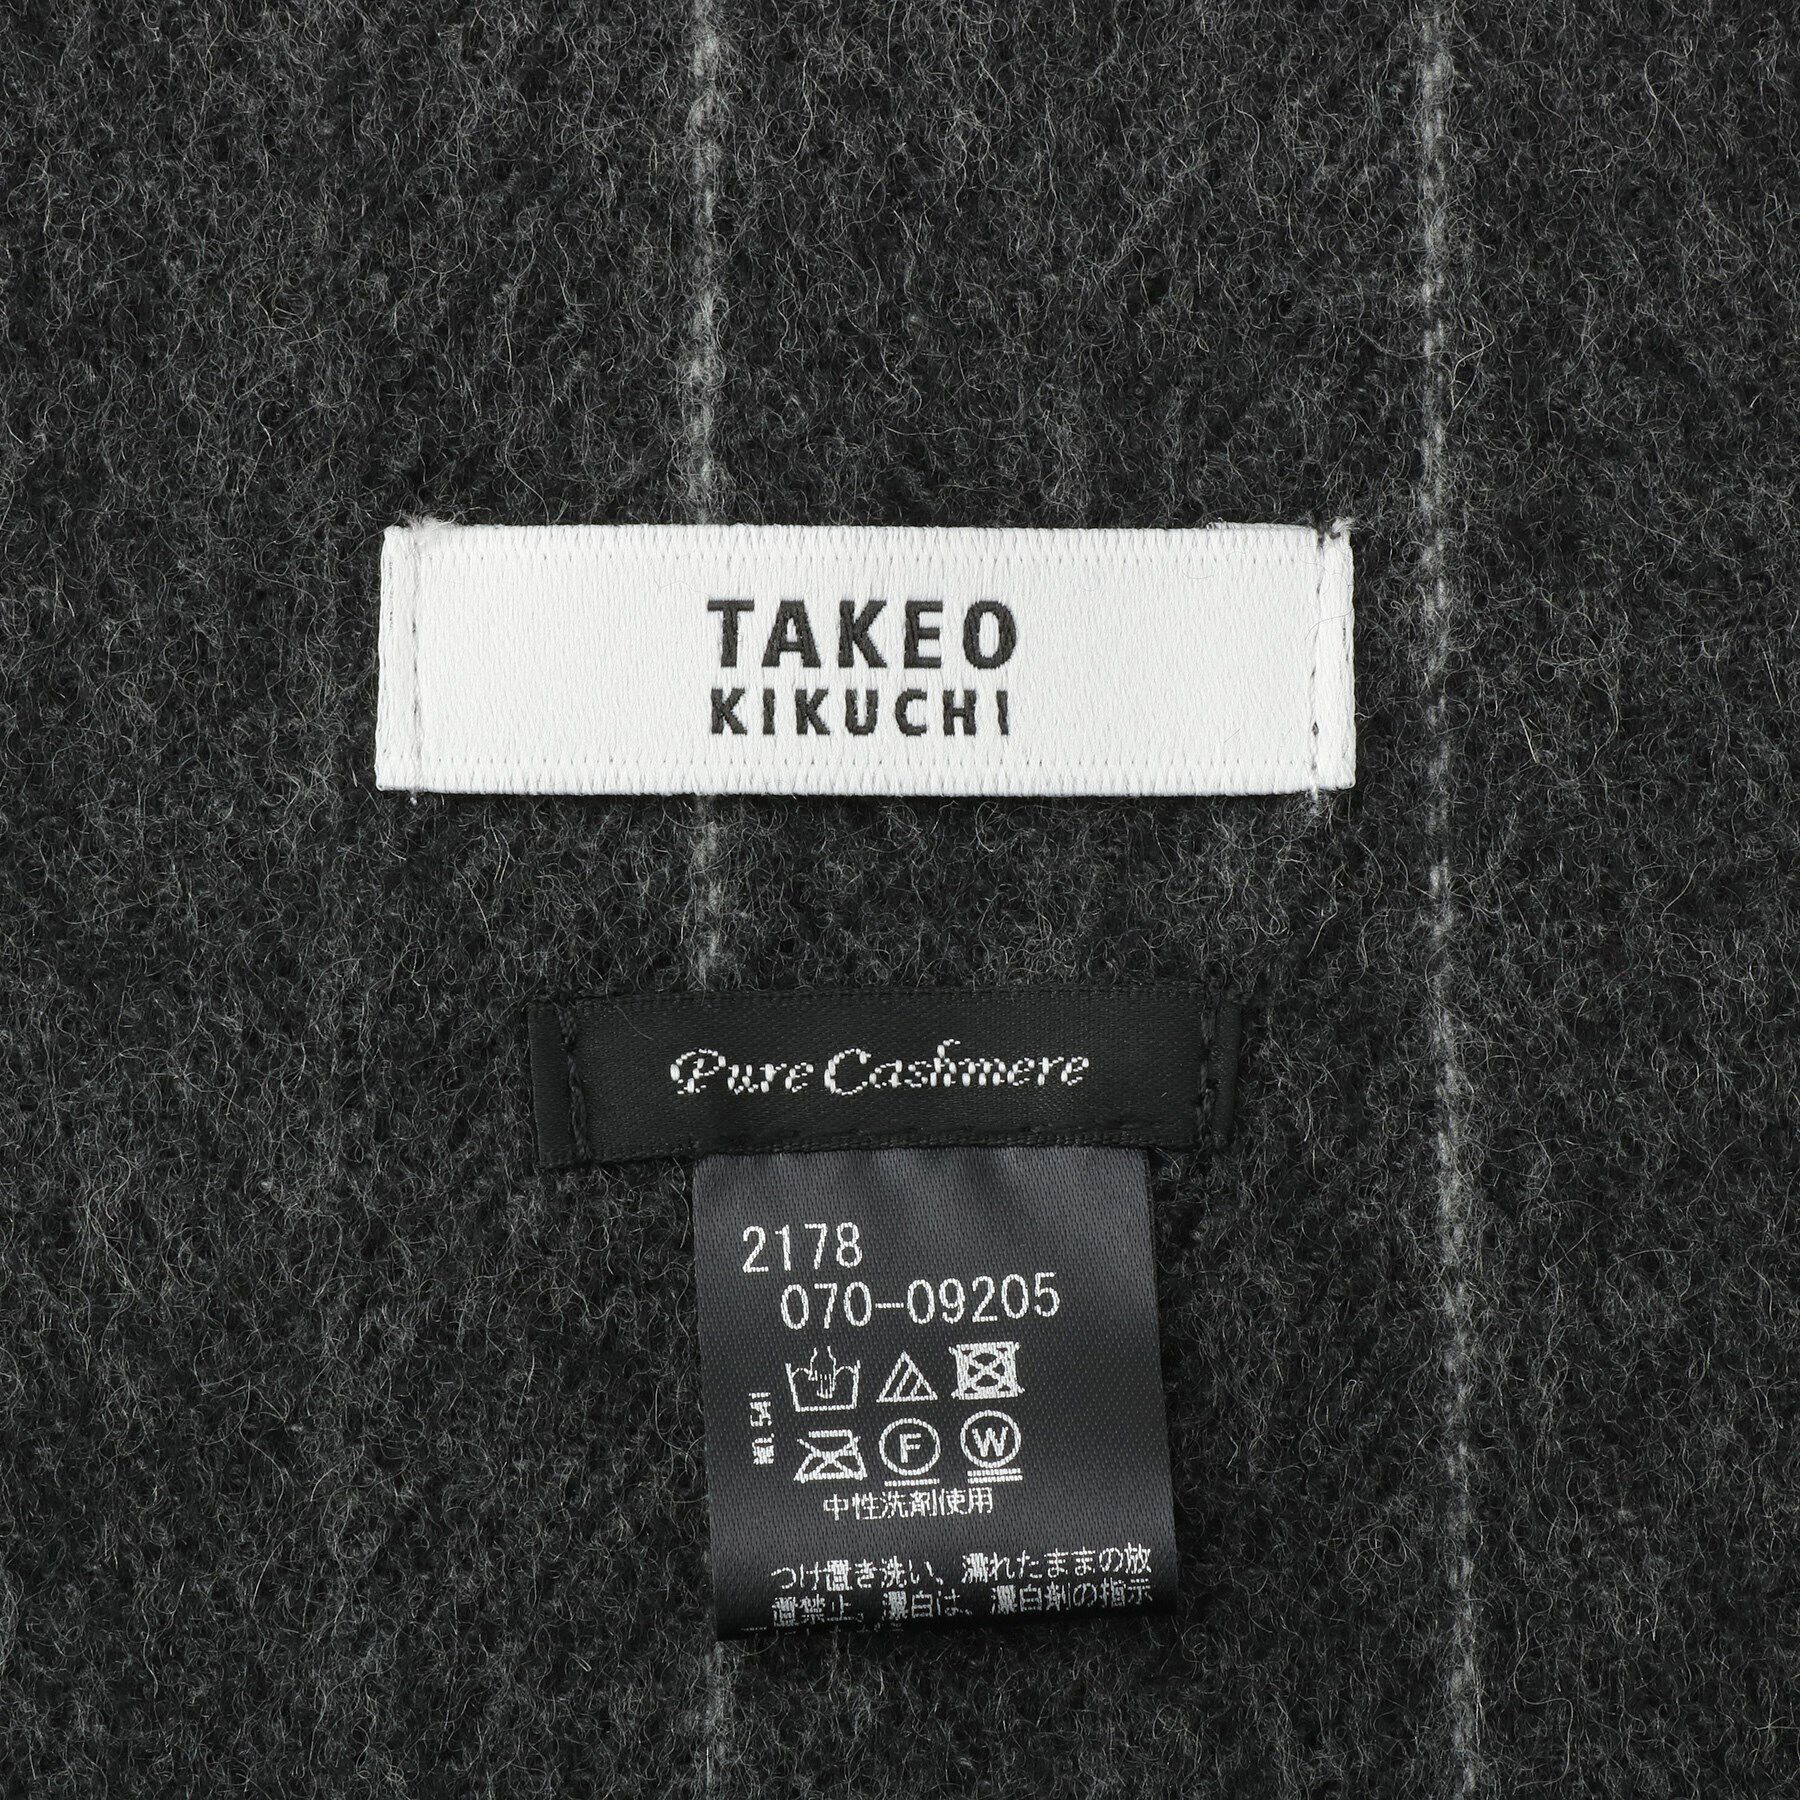 TAKEO
KIKUCHI
Pure Cashmere
2178
070-09205
F W
中性洗剤使用
つけ置き洗い、濡れたままの放
置禁止。漂白は、漂白剤の指示